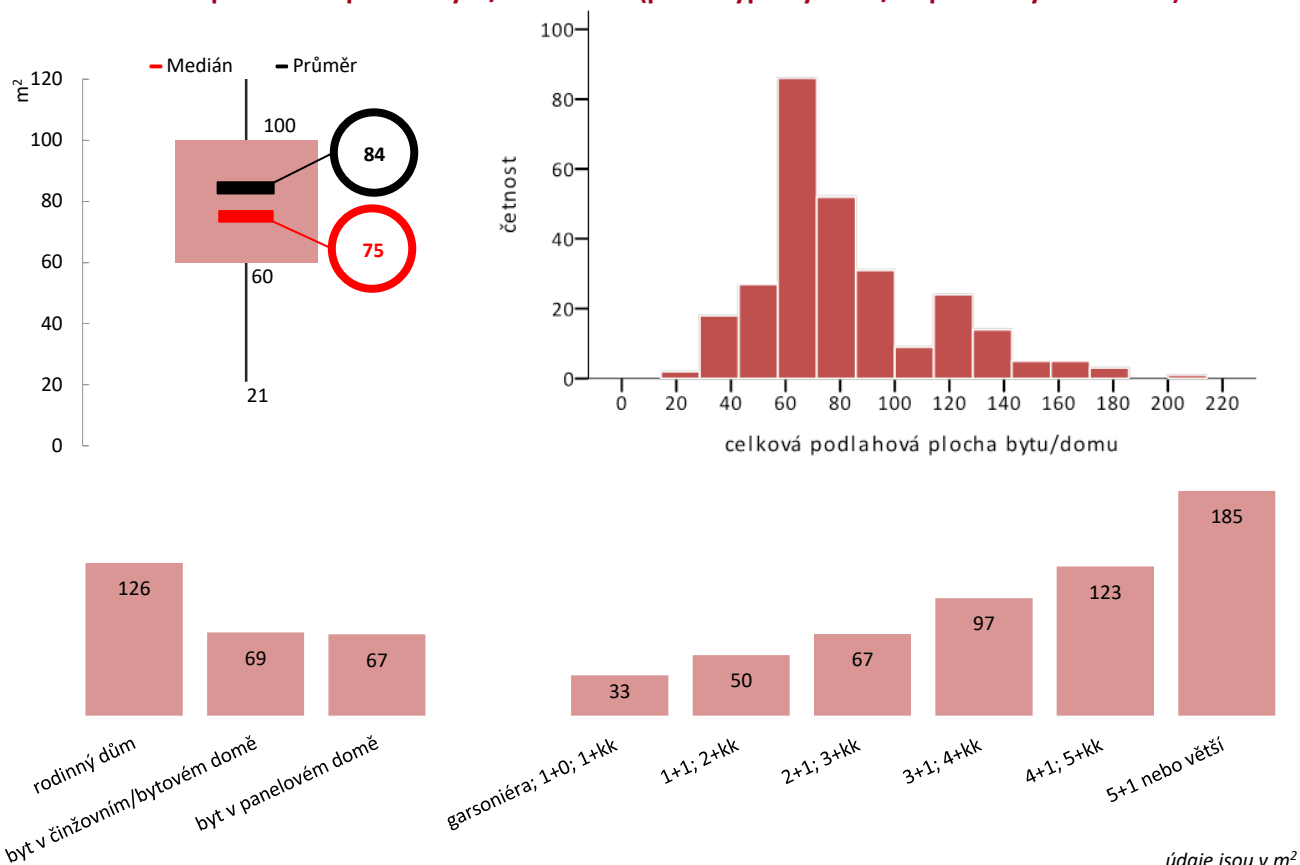 m²
120
100
80
60
40
20
0
Medián
Průměr
100
84
75
60
21
četnost
100
80
60
40
20
0
0 20 40 60 80 100 120 140 160 180 200 220
celková podlahová plocha bytu/domu
126
69
67
33
50
67
97
123
185
rodinný dům
byt v činžovním/bytovém domě
byt v panelovém domě
garsoniéra; 1+0; 1+kk
1+1; 2+kk
2+1; 3+kk
3+1; 4+kk
4+1; 5+kk
5+1 nebo větší
údaje jsou v m²